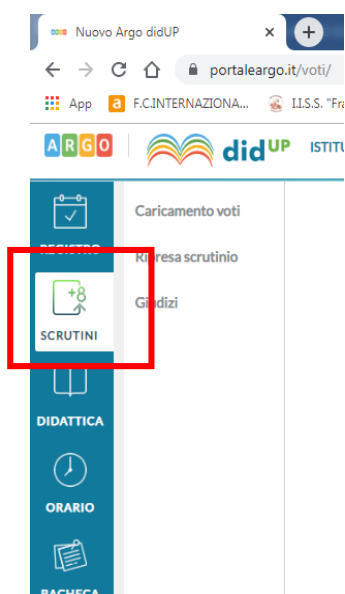 Nuovo Argo didUP
portaleargo.it/voti/
App F.C.INTERNAZIONA... I.I.S.S. "Fra
ARGO didUP ISTITU
Caricamento voti
REGISTRO
Ripresa scrutinio
+8
Giudizi
SCRUTINI
DIDATTICA
ORARIO
BACHECA